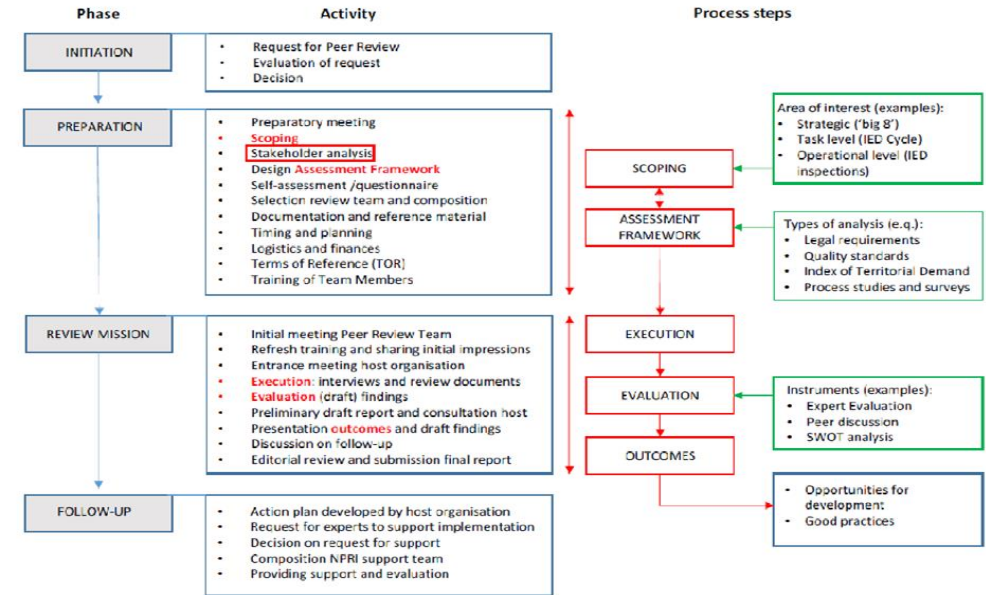 Phase
Activity
Process steps
INITIATION
• Request for Peer Review
• Evaluation of request
• Decision
PREPARATION
• Preparatory meeting
• Scoping
• Stakeholder analysis
• Design Assessment Framework
• Self-assessment /questionnaire
• Selection review team and composition
• Documentation and reference material
• Timing and planning
• Logistics and finances
• Terms of Reference (TOR)
• Training of Team Members
REVIEW MISSION
• Initial meeting Peer Review Team
• Refresh training and sharing initial impressions
• Entrance meeting host organisation
• Execution: interviews and review documents
• Evaluation (draft) findings
• Preliminary draft report and consultation host
• Presentation outcomes and draft findings
• Discussion on follow-up
• Editorial review and submission final report
FOLLOW-UP
• Action plan developed by host organisation
• Request for experts to support implementation
• Decision on request for support
• Composition NPRI support team
• Providing support and evaluation
SCOPING
ASSESSMENT
FRAMEWORK
EXECUTION
EVALUATION
OUTCOMES
Area of interest (examples):
• Strategic ('big 8')
• Task level (IED Cycle)
• Operational level (IED
inspections)
Types of analysis (e.g.):
• Legal requirements
• Quality standards
• Index of Territorial Demand
• Process studies and surveys
Instruments (examples):
• Expert Evaluation
• Peer discussion
• SWOT analysis
• Opportunities for
development
• Good practices